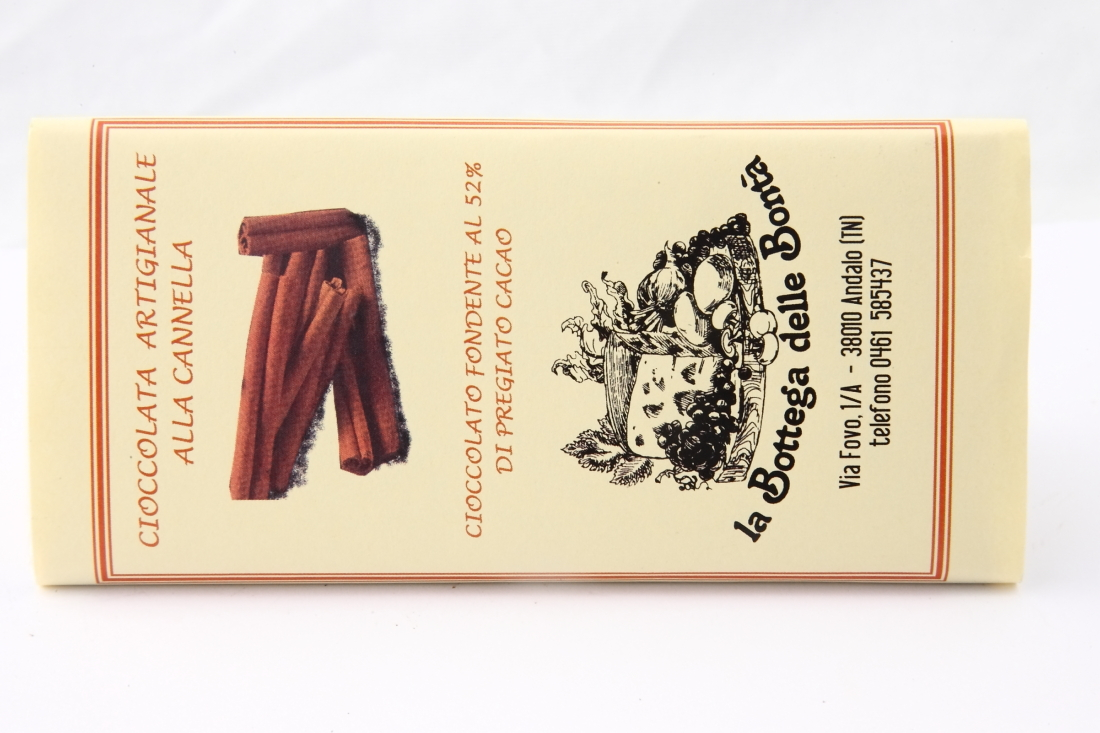 CIOCCOLATA ARTIGIANALE
ALLA CANNELLA
CIOCCOLATO FONDENTE AL 52%
DI PREGIATO CACAO
la Bottega delle Bontà
Via Fovo, 1/A - 38010 Andalo (TN)
telefono 0461 585437